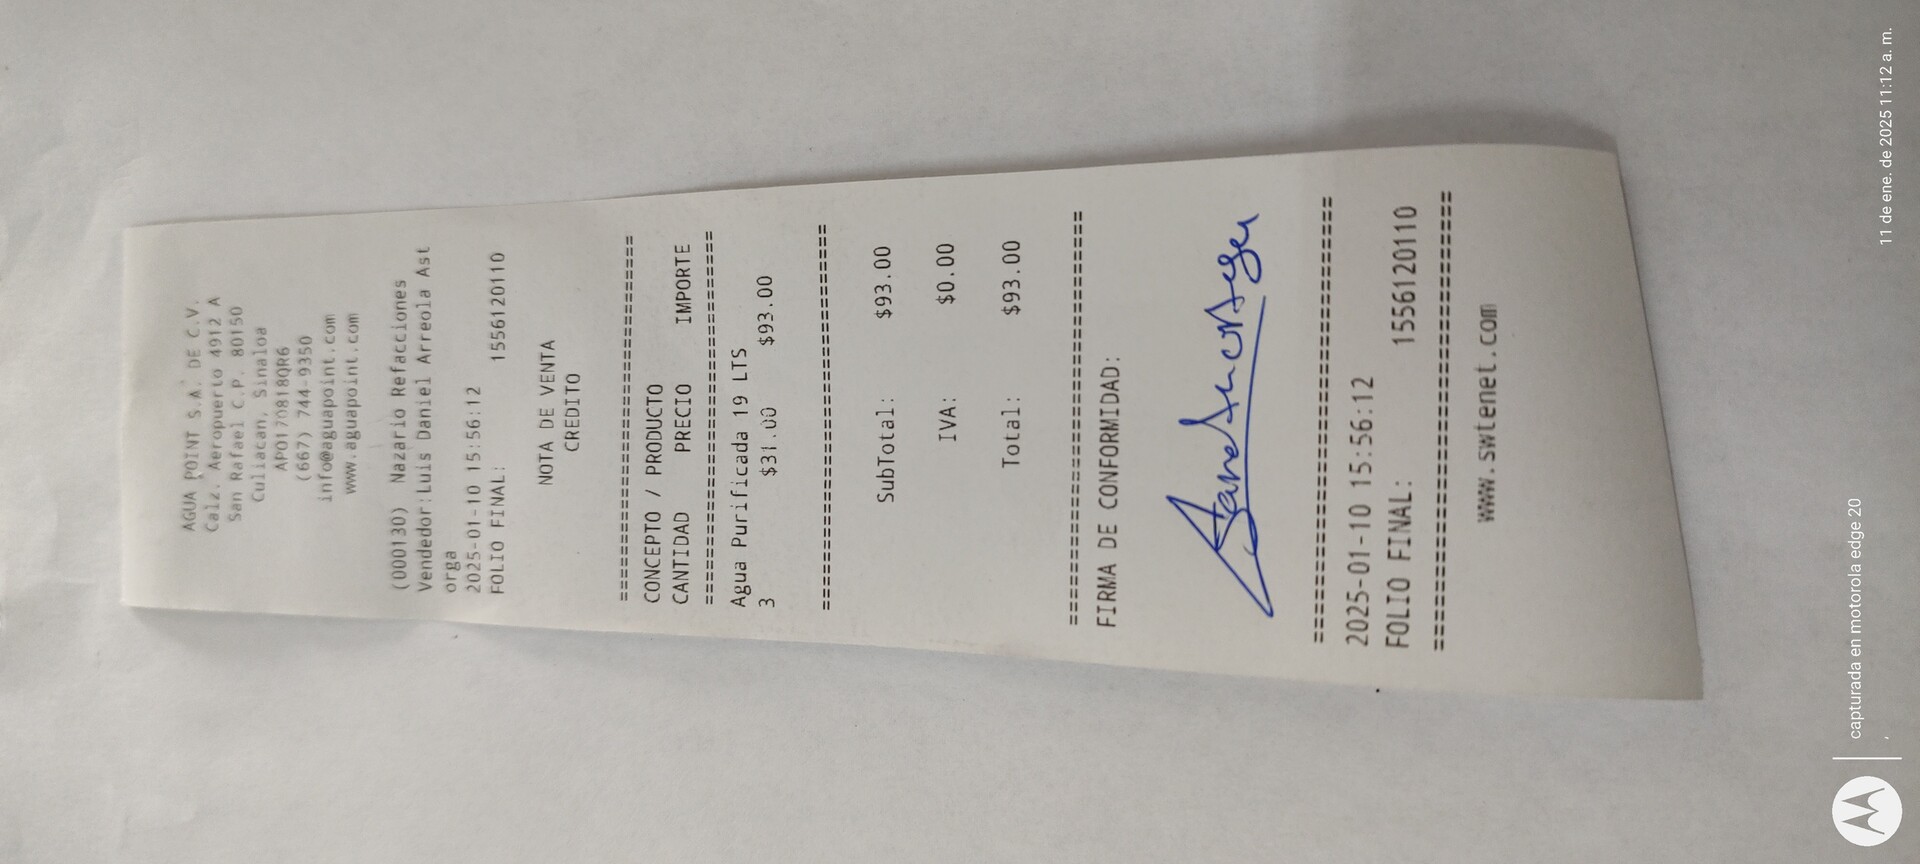 AGUA POINT S.A. DE C.V.
Calz. Aeropuerto 4912 A
San Rafael C.P. 80150
Culiacan, Sinaloa
APO170818QR6
(667) 744-9350
info@aguapoint.com
www.aguapoint.com
(000130) Nazario Refacciones
Vendedor:Luis Daniel Arreola Ast
orga
2025-01-10 15:56:12
FOLIO FINAL: 1556120110
NOTA DE VENTA
CREDITO
================================
CONCEPTO / PRODUCTO
CANTIDAD PRECIO IMPORTE
================================
Agua Purificada 19 LTS
3 $31.00 $93.00
================================
SubTotal: $93.00
IVA: $0.00
Total: $93.00
================================
FIRMA DE CONFORMIDAD:
================================
2025-01-10 15:56:12
FOLIO FINAL: 1556120110
================================
www.swtenet.com
capturada en motorola edge 20
,
11 de ene. de 2025 11:12 a. m.